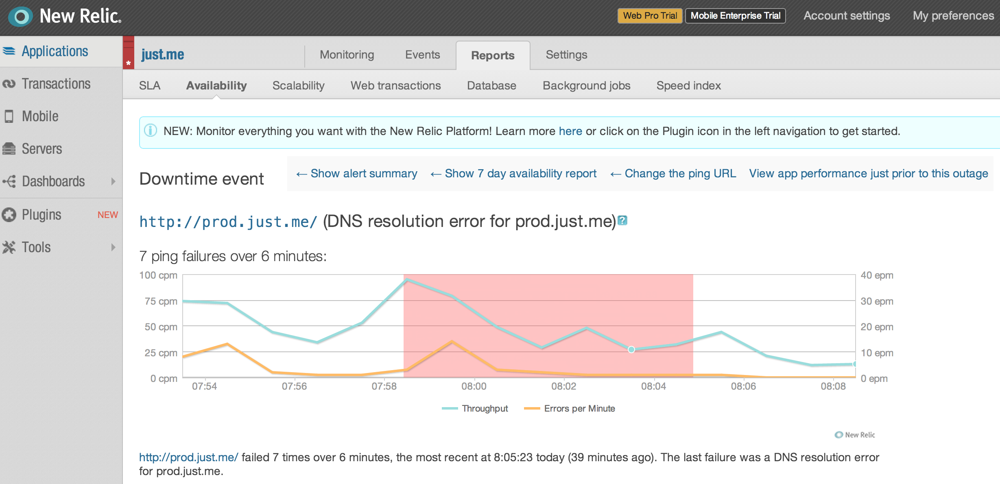 New Relic®
Web Pro Trial
Mobile Enterprise Trial
Account settings
My preferences
Applications
Transactions
Mobile
Servers
Dashboards
Plugins NEW
Tools
*
just.me
Monitoring
Events
Reports
Settings
SLA
Availability
Scalability
Web transactions
Database
Background jobs
Speed index
NEW: Monitor everything you want with the New Relic Platform! Learn more here or click on the Plugin icon in the left navigation to get started.
Downtime event
← Show alert summary
← Show 7 day availability report
← Change the ping URL
View app performance just prior to this outage
http://prod.just.me/ (DNS resolution error for prod.just.me)?
7 ping failures over 6 minutes:
100 cpm
75 cpm
50 cpm
25 cpm
0 cpm
40 epm
30 epm
20 epm
10 epm
0 epm
07:54
07:56
07:58
08:00
08:02
08:04
08:06
08:08
Throughput
Errors per Minute
New Relic
http://prod.just.me/ failed 7 times over 6 minutes, the most recent at 8:05:23 today (39 minutes ago). The last failure was a DNS resolution error
for prod.just.me.